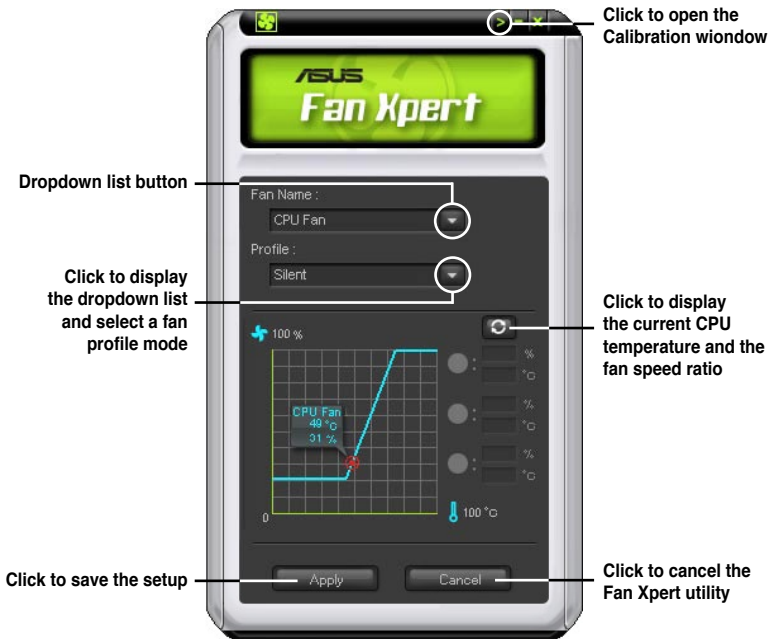 Click to open the
Calibration wiondow
>
-
x
ASUS
Fan Xpert
Dropdown list button
Fan Name :
CPU Fan
Profile :
Silent
Click to display
the dropdown list
and select a fan
profile mode
Click to display
the current CPU
temperature and the
fan speed ratio
100 %
: %
°C
: %
°C
: %
°C
CPU Fan
49 °C
31 %
0
100 °C
Click to save the setup
Apply
Cancel
Click to cancel the
Fan Xpert utility